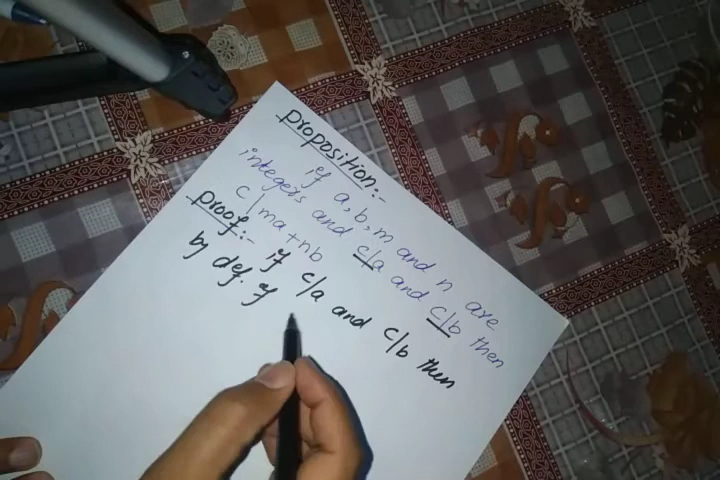 proposition:-
if a, b, m and n are
integers and c/a and c/b then
c/ma+nb
proof:- if c/a and c/b then
by def. of